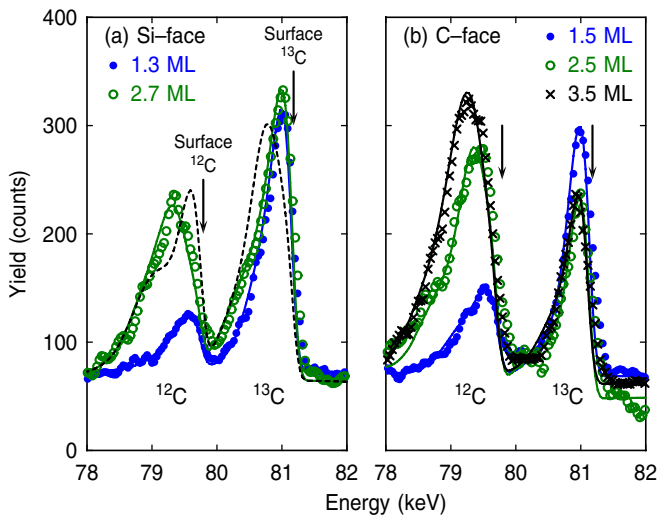 400
300
200
100
0
Yield (counts)
(a) Si–face
1.3 ML
2.7 ML
Surface
¹³C
Surface
¹²C
¹²C
¹³C
78
79
80
81
82
(b) C–face
1.5 ML
2.5 ML
3.5 ML
¹²C
¹³C
78
79
80
81
82
Energy (keV)